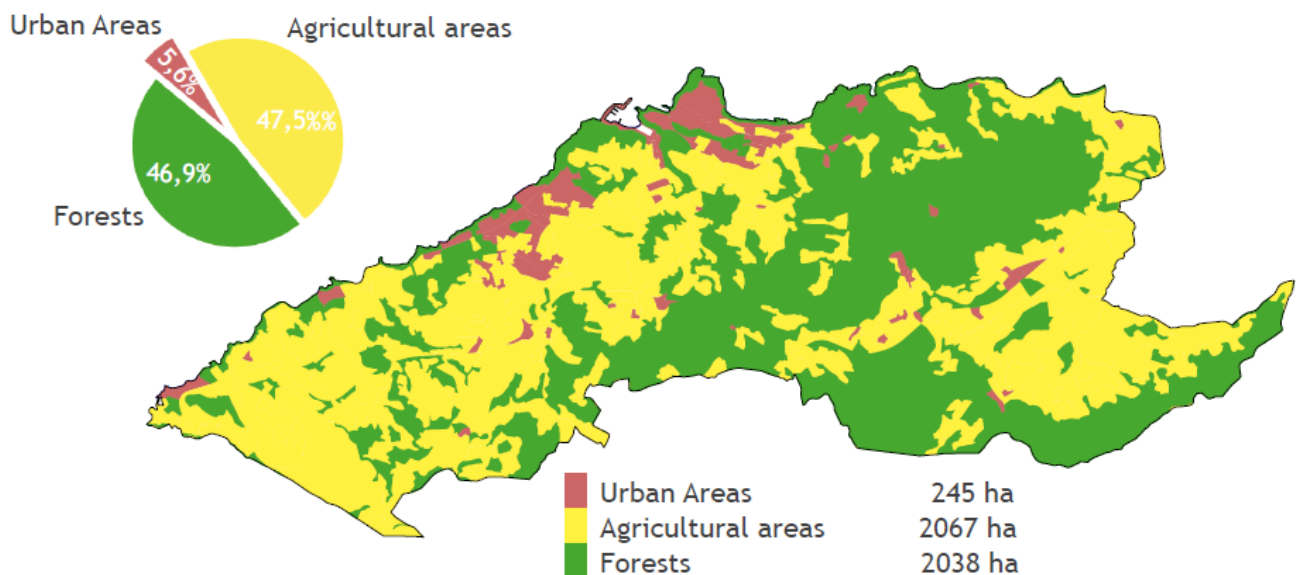 Urban Areas
Agricultural areas
5,6%
47,5%%
46,9%
Forests
Urban Areas 245 ha
Agricultural areas 2067 ha
Forests 2038 ha